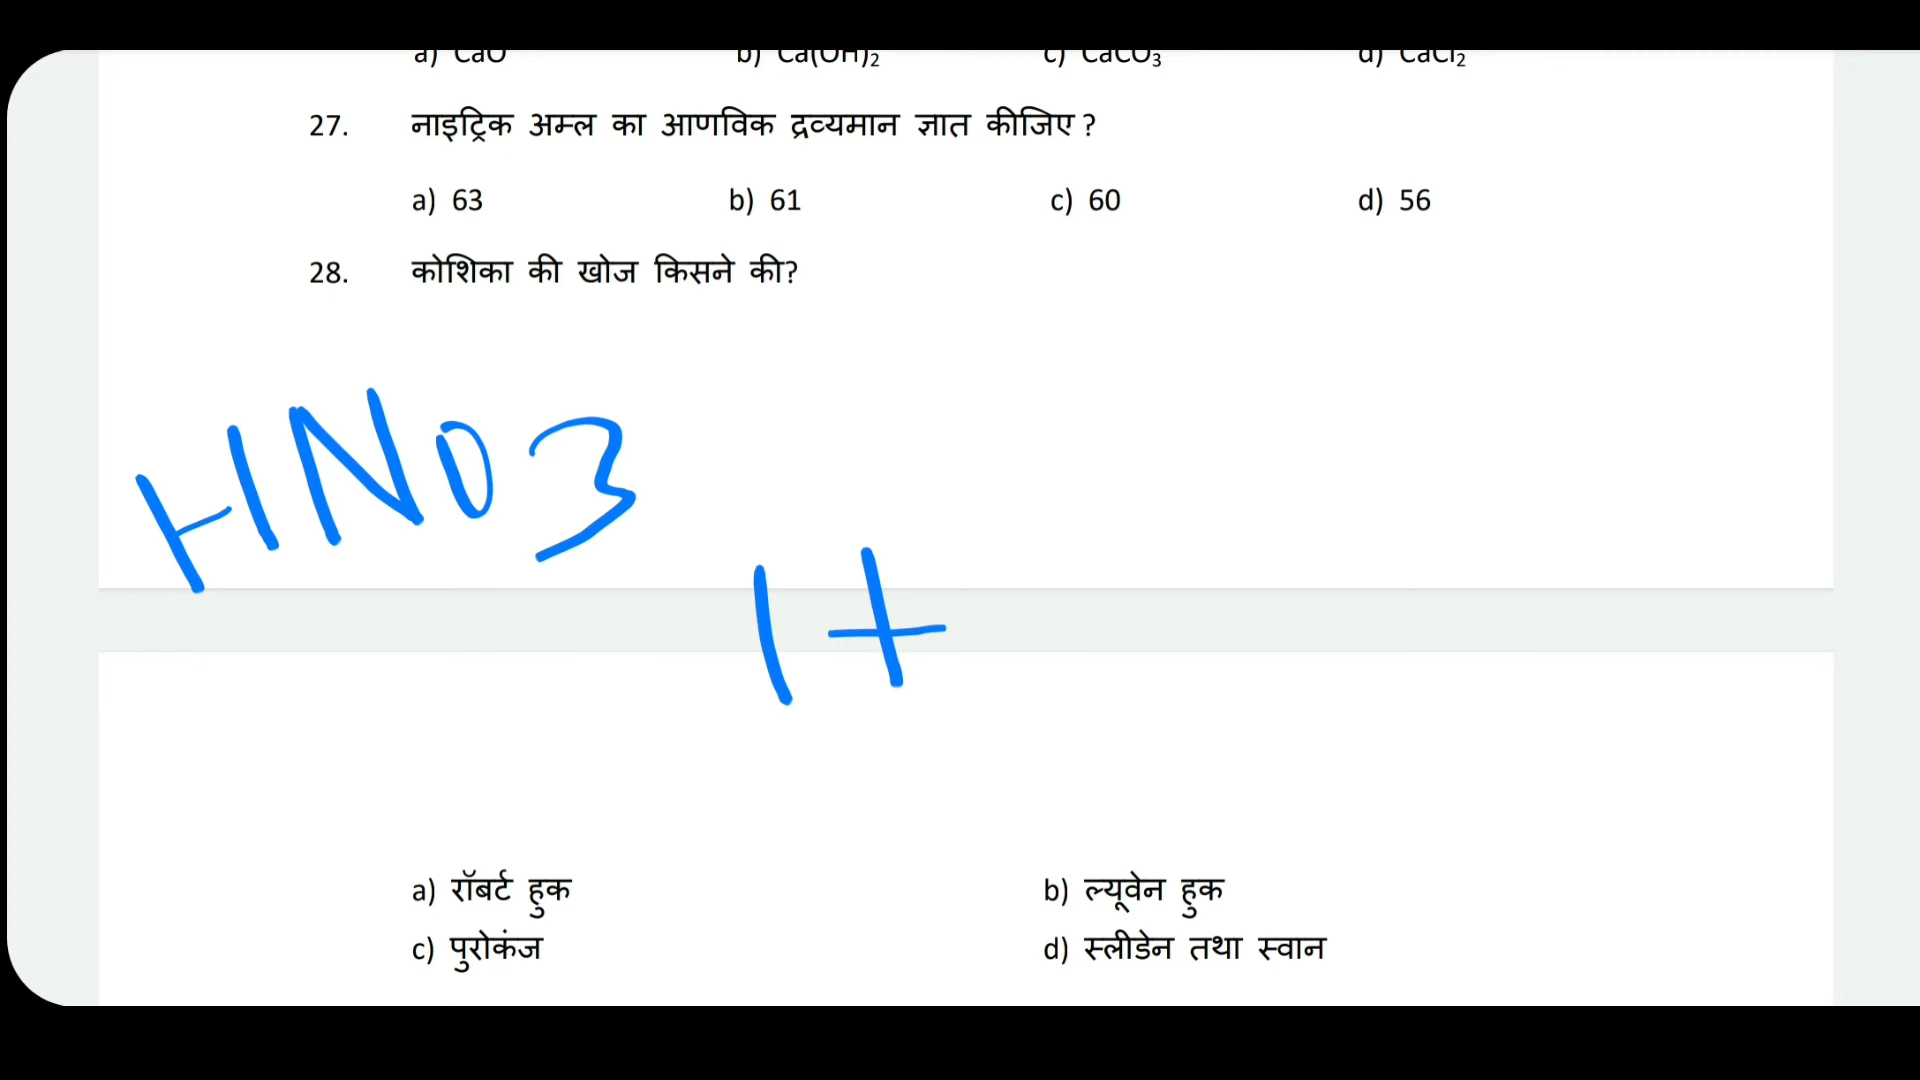 a) CaO b) Ca(OH)₂ c) CaCO₃ d) CaCl₂
27. नाइट्रिक अम्ल का आणविक द्रव्यमान ज्ञात कीजिए ?
a) 63 b) 61 c) 60 d) 56
28. कोशिका की खोज किसने की?
HNO3
1+
a) रॉबर्ट हुक b) ल्यूवेन हुक
c) पुरोकंज d) स्लीडेन तथा स्वान